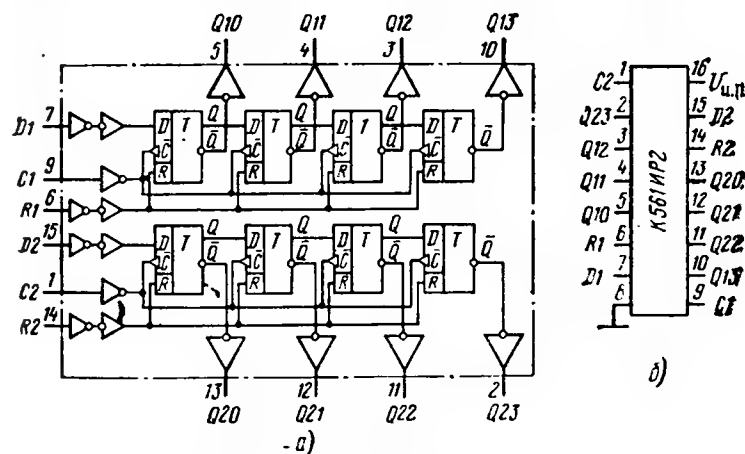 Q10 Q11 Q12 Q13
5 4 3 10
D1 7
C1 9
R1 6
D2 15
C2 1
R2 14
D T Q D T Q D T Q D T
C̄ Q̄ C̄ Q̄ C̄ Q̄ C̄ Q̄
R R R R
D T Q D T Q D T Q D T Q̄
C̄ Q̄ C̄ Q̄ C̄ Q̄ C̄
R R R R
13 12 11 2
Q20 Q21 Q22 Q23
а)
К561ИР2
C2 1
Q23 2
Q12 3
Q11 4
Q10 5
R1 6
D1 7
8
16 Uи.п
15 D2
14 R2
13 Q20
12 Q21
11 Q22
10 Q13
9 C1
б)